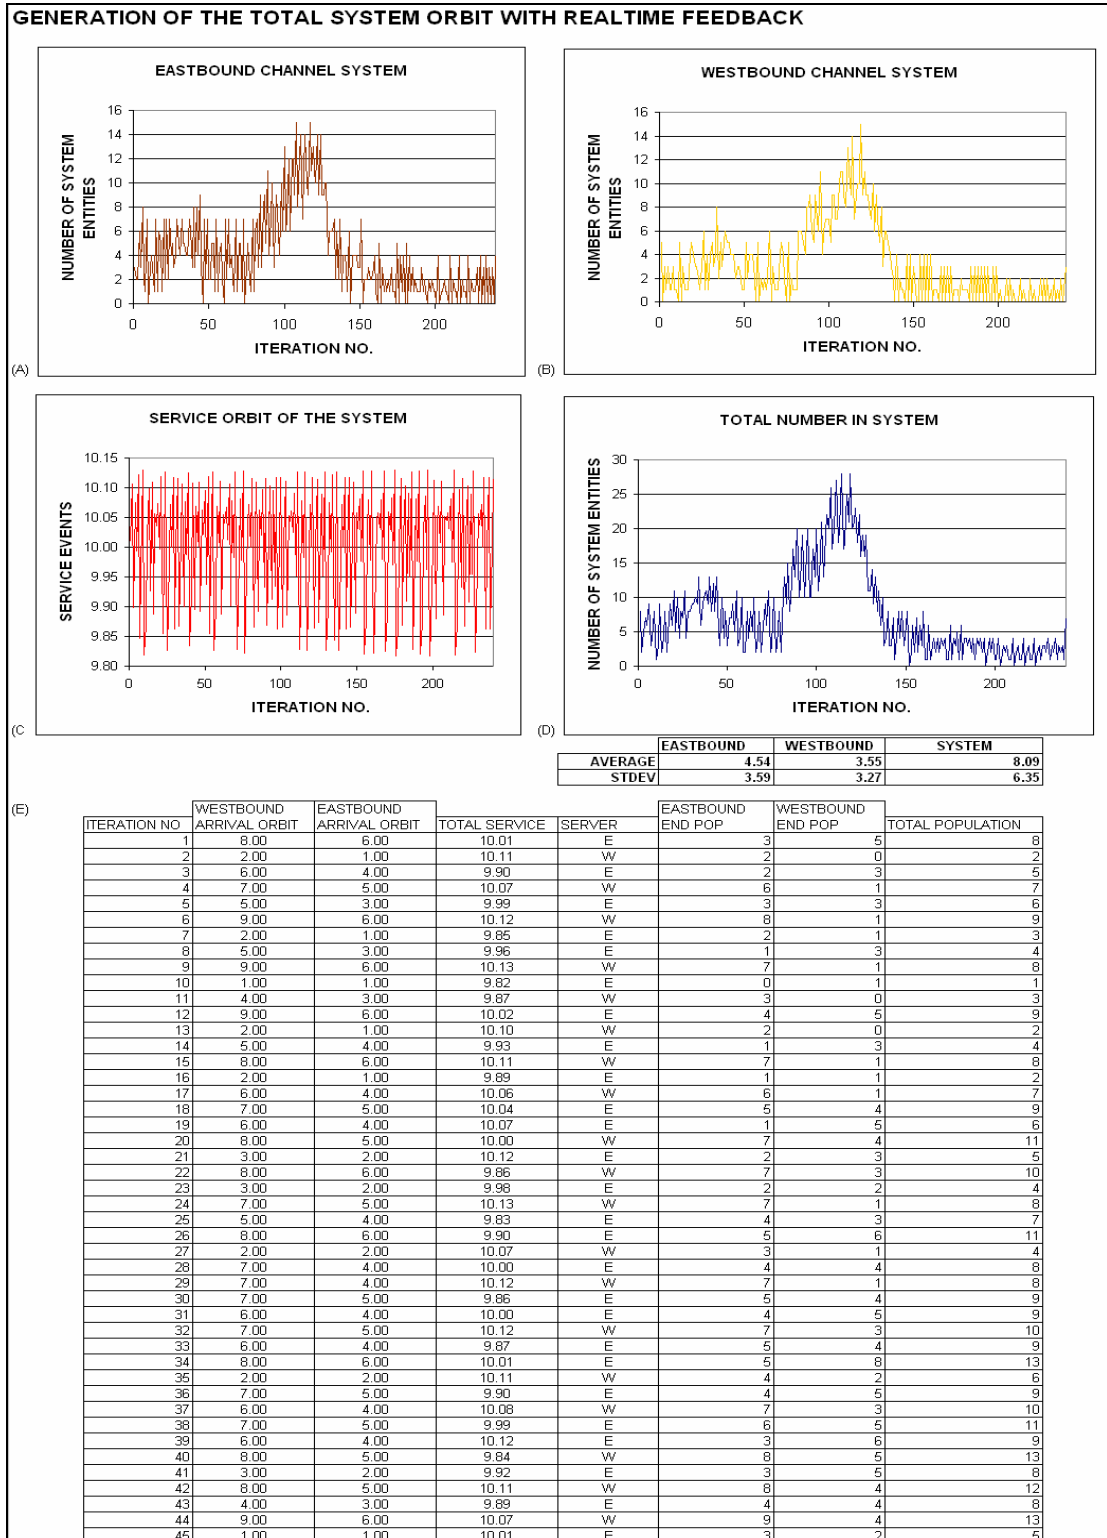 GENERATION OF THE TOTAL SYSTEM ORBIT WITH REALTIME FEEDBACK
EASTBOUND CHANNEL SYSTEM
NUMBER OF SYSTEM
ENTITIES
16
14
12
10
8
6
4
2
0
0 50 100 150 200
ITERATION NO.
(A)
WESTBOUND CHANNEL SYSTEM
NUMBER OF SYSTEM
ENTITIES
16
14
12
10
8
6
4
2
0
0 50 100 150 200
ITERATION NO.
(B)
SERVICE ORBIT OF THE SYSTEM
SERVICE EVENTS
10.15
10.10
10.05
10.00
9.95
9.90
9.85
9.80
0 50 100 150 200
ITERATION NO.
(C
TOTAL NUMBER IN SYSTEM
NUMBER OF SYSTEM ENTITIES
30
25
20
15
10
5
0
0 50 100 150 200
ITERATION NO.
(D)
EASTBOUND WESTBOUND SYSTEM
AVERAGE 4.54 3.55 8.09
STDEV 3.59 3.27 6.35
(E)
WESTBOUND EASTBOUND EASTBOUND WESTBOUND
ITERATION NO ARRIVAL ORBIT ARRIVAL ORBIT TOTAL SERVICE SERVER END POP END POP TOTAL POPULATION
1 8.00 6.00 10.01 E 3 5 8
2 2.00 1.00 10.11 W 2 0 2
3 6.00 4.00 9.90 E 2 3 5
4 7.00 5.00 10.07 W 6 1 7
5 5.00 3.00 9.99 E 3 3 6
6 9.00 6.00 10.12 W 8 1 9
7 2.00 1.00 9.85 E 2 1 3
8 5.00 3.00 9.96 E 1 3 4
9 9.00 6.00 10.13 W 7 1 8
10 1.00 1.00 9.82 E 0 1 1
11 4.00 3.00 9.87 W 3 0 3
12 9.00 6.00 10.02 E 4 5 9
13 2.00 1.00 10.10 W 2 0 2
14 5.00 4.00 9.93 E 1 3 4
15 8.00 6.00 10.11 W 7 1 8
16 2.00 1.00 9.89 E 1 1 2
17 6.00 4.00 10.06 W 6 1 7
18 7.00 5.00 10.04 E 5 4 9
19 6.00 4.00 10.07 E 1 5 6
20 8.00 5.00 10.00 W 7 4 11
21 3.00 2.00 10.12 E 2 3 5
22 8.00 6.00 9.86 W 7 3 10
23 3.00 2.00 9.98 E 2 2 4
24 7.00 5.00 10.13 W 7 1 8
25 5.00 4.00 9.83 E 4 3 7
26 8.00 6.00 9.90 E 5 6 11
27 2.00 2.00 10.07 W 3 1 4
28 7.00 4.00 10.00 E 4 4 8
29 7.00 4.00 10.12 W 7 1 8
30 7.00 5.00 9.86 E 5 4 9
31 6.00 4.00 10.00 E 4 5 9
32 7.00 5.00 10.12 W 7 3 10
33 6.00 4.00 9.87 E 5 4 9
34 8.00 6.00 10.01 E 5 8 13
35 2.00 2.00 10.11 W 4 2 6
36 7.00 5.00 9.90 E 4 5 9
37 6.00 4.00 10.08 W 7 3 10
38 7.00 5.00 9.99 E 6 5 11
39 6.00 4.00 10.12 E 3 6 9
40 8.00 5.00 9.84 W 8 5 13
41 3.00 2.00 9.92 E 3 5 8
42 8.00 5.00 10.11 W 8 4 12
43 4.00 3.00 9.89 E 4 4 8
44 9.00 6.00 10.07 W 9 4 13
45 1.00 1.00 10.01 E 3 2 5